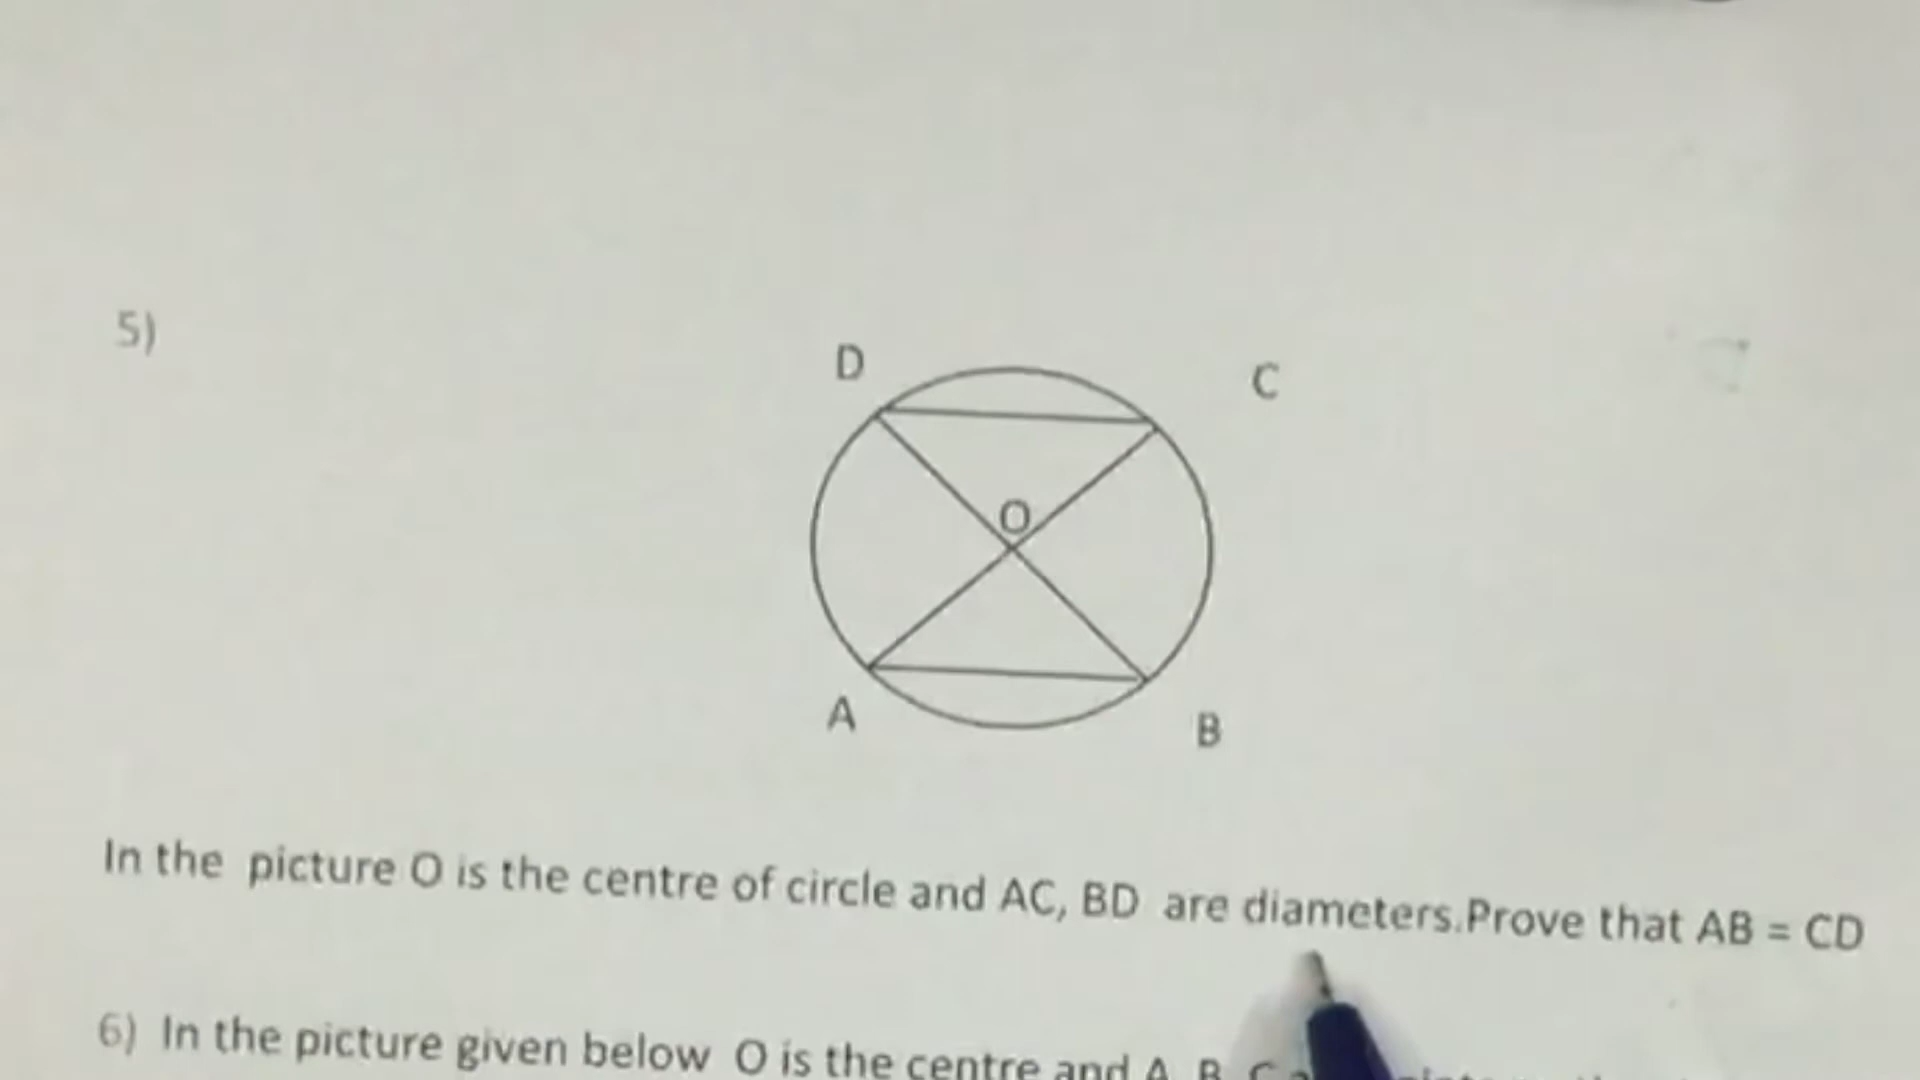 5)
D
C
O
A
B
In the picture O is the centre of circle and AC, BD are diameters.Prove that AB = CD
6) In the picture given below O is the centre and A B C